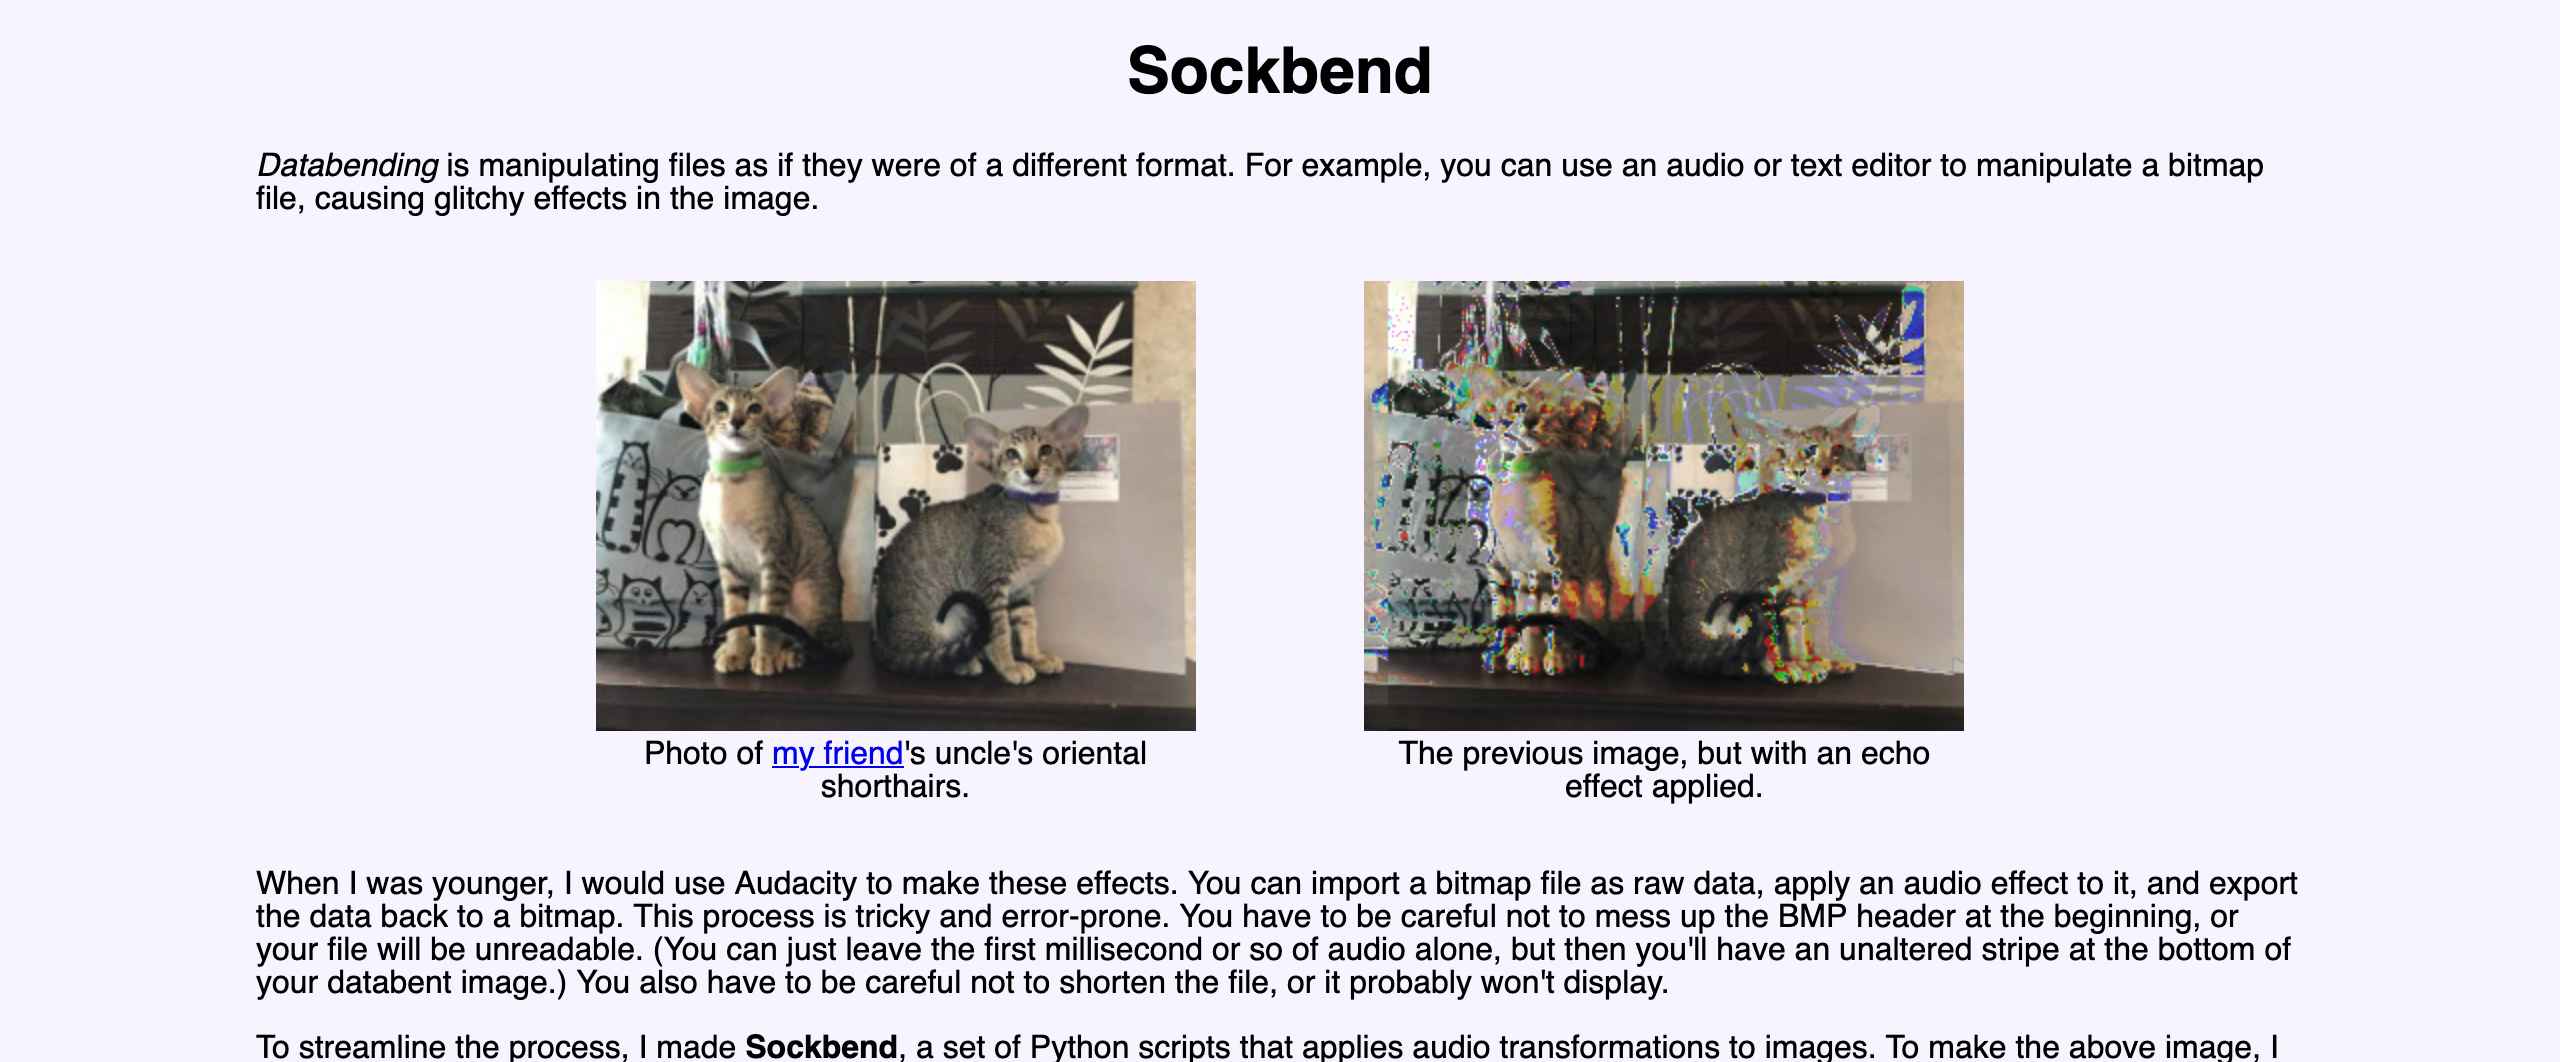 Sockbend
Databending is manipulating files as if they were of a different format. For example, you can use an audio or text editor to manipulate a bitmap
file, causing glitchy effects in the image.
Photo of my friend's uncle's oriental
shorthairs.
The previous image, but with an echo
effect applied.
When I was younger, I would use Audacity to make these effects. You can import a bitmap file as raw data, apply an audio effect to it, and export
the data back to a bitmap. This process is tricky and error-prone. You have to be careful not to mess up the BMP header at the beginning, or
your file will be unreadable. (You can just leave the first millisecond or so of audio alone, but then you'll have an unaltered stripe at the bottom of
your databent image.) You also have to be careful not to shorten the file, or it probably won't display.
To streamline the process, I made Sockbend, a set of Python scripts that applies audio transformations to images. To make the above image, I